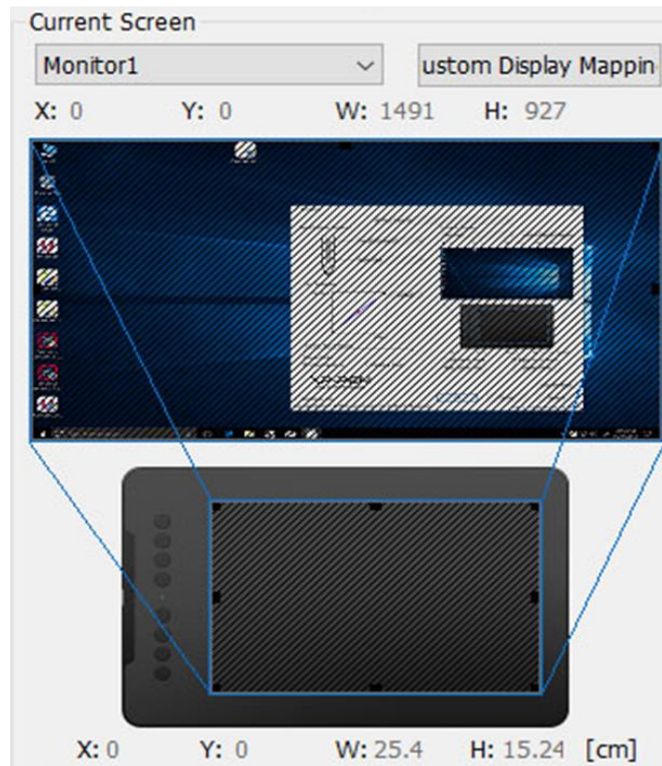 Current Screen
Monitor1 ustom Display Mappin
X: 0 Y: 0 W: 1491 H: 927
X: 0 Y: 0 W: 25.4 H: 15.24 [cm]